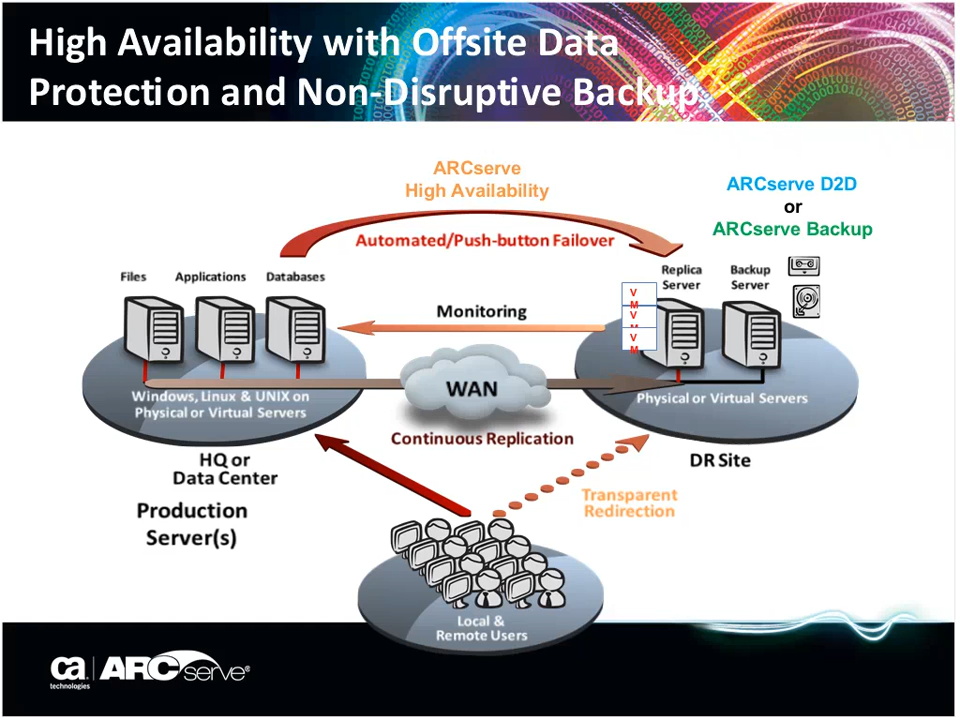 High Availability with Offsite Data
Protection and Non-Disruptive Backup
ARCserve
High Availability
ARCserve D2D
or
ARCserve Backup
Automated/Push-button Failover
Files
Applications
Databases
Replica
Server
Backup
Server
V
M
V
M
V
M
Monitoring
WAN
Windows, Linux & UNIX on
Physical or Virtual Servers
Physical or Virtual Servers
Continuous Replication
HQ or
Data Center
DR Site
Production
Server(s)
Transparent
Redirection
Local &
Remote Users
ca
technologies
ARCserve®